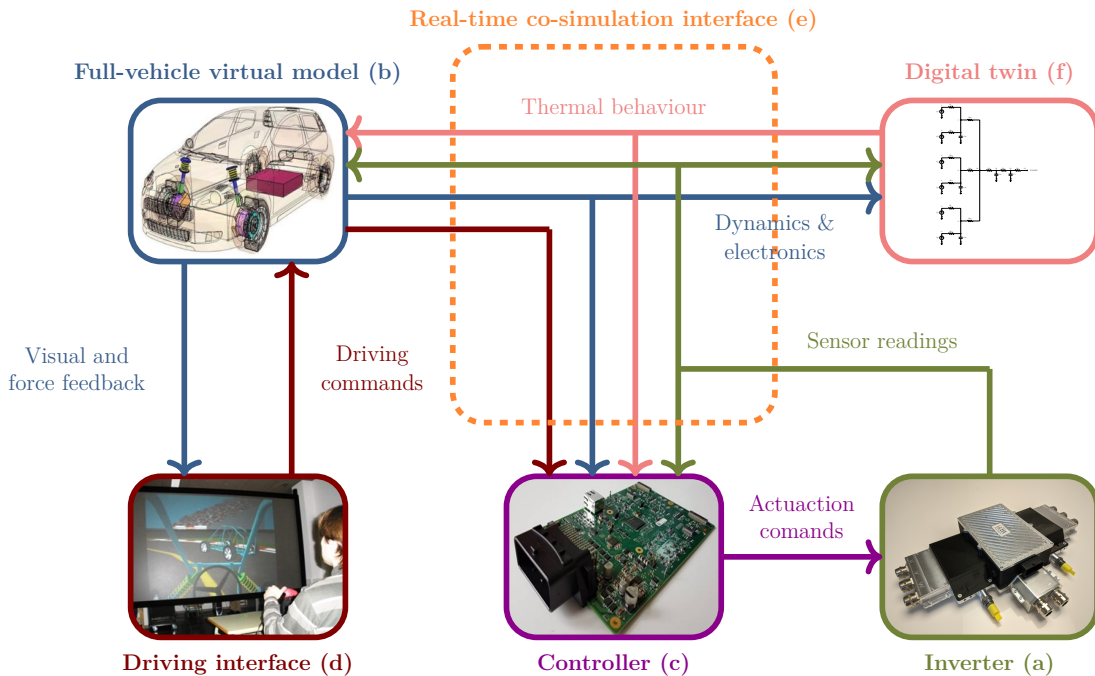 Real-time co-simulation interface (e)
Full-vehicle virtual model (b)
Digital twin (f)
Thermal behaviour
Dynamics &
electronics
Visual and
force feedback
Driving
commands
Sensor readings
Actuaction
comands
Driving interface (d)
Controller (c)
Inverter (a)